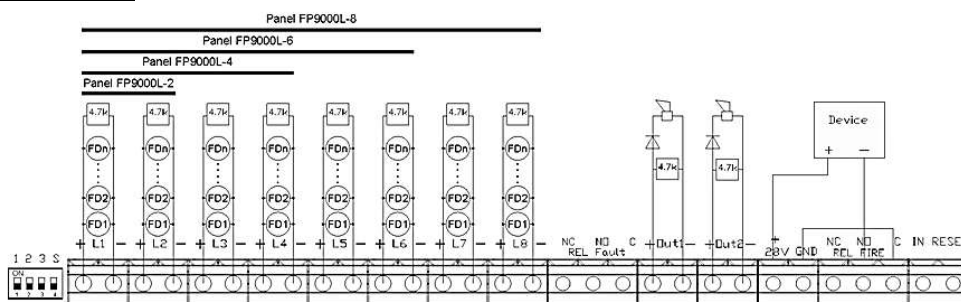 Panel FP9000L-8
Panel FP9000L-6
Panel FP9000L-4
Panel FP9000L-2
4.7k 4.7k 4.7k 4.7k 4.7k 4.7k 4.7k 4.7k
Device
+ −
FDn FDn FDn FDn FDn FDn FDn FDn
4.7k 4.7k
FD2 FD2 FD2 FD2 FD2 FD2 FD2 FD2
FD1 FD1 FD1 FD1 FD1 FD1 FD1 FD1
+ L1 − + L2 − + L3 − + L4 − + L5 − + L6 − + L7 − + L8 − NC NO C + Out1 − + Out2 − + NC NO C IN RESE
REL Fault 28V GND REL FIRE
1 2 3 S
ON
1 2 3 4